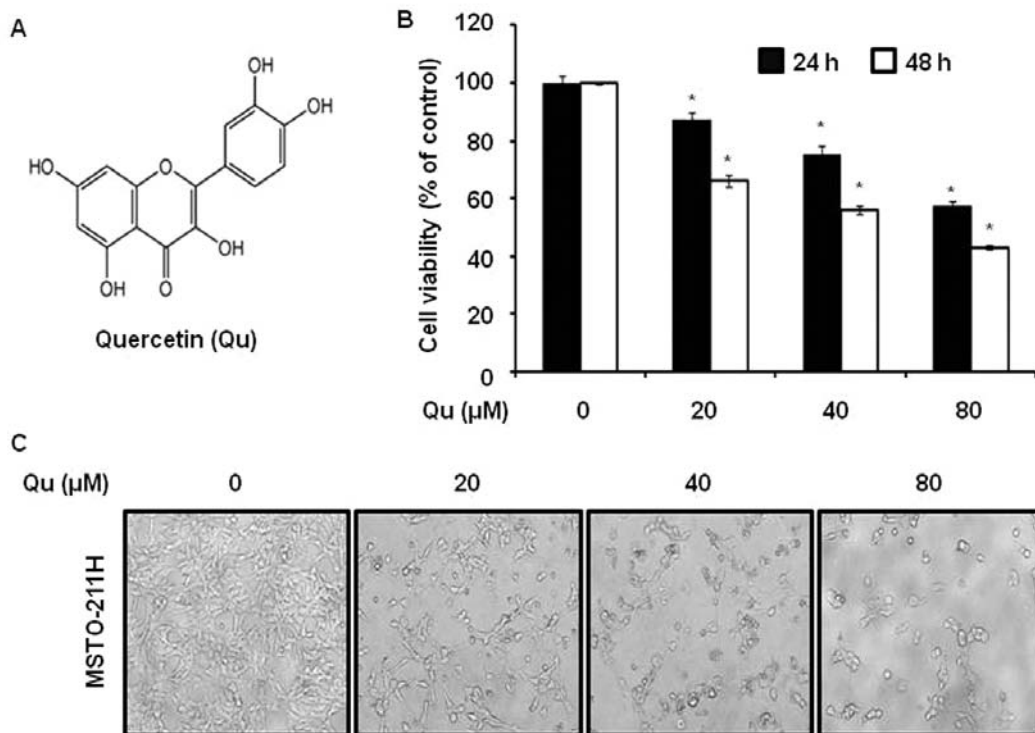 A
OH
OH
HO
O
OH
OH
O
Quercetin (Qu)
B
120
100
80
60
40
20
0
Cell viability (% of control)
24 h
48 h
*
*
*
*
*
*
Qu (µM)
0
20
40
80
C
Qu (µM)
0
20
40
80
MSTO-211H